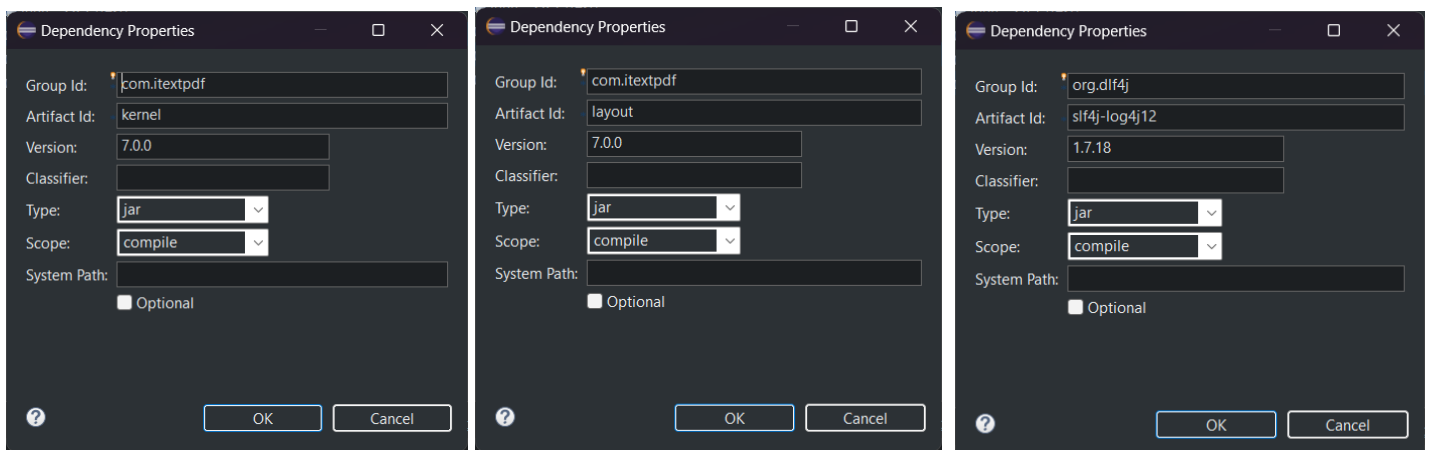 Dependency Properties
Group Id: com.itextpdf
Artifact Id: kernel
Version: 7.0.0
Classifier:
Type: jar
Scope: compile
System Path:
Optional
OK Cancel
Dependency Properties
Group Id: com.itextpdf
Artifact Id: layout
Version: 7.0.0
Classifier:
Type: jar
Scope: compile
System Path:
Optional
OK Cancel
Dependency Properties
Group Id: org.dlf4j
Artifact Id: slf4j-log4j12
Version: 1.7.18
Classifier:
Type: jar
Scope: compile
System Path:
Optional
OK Cancel